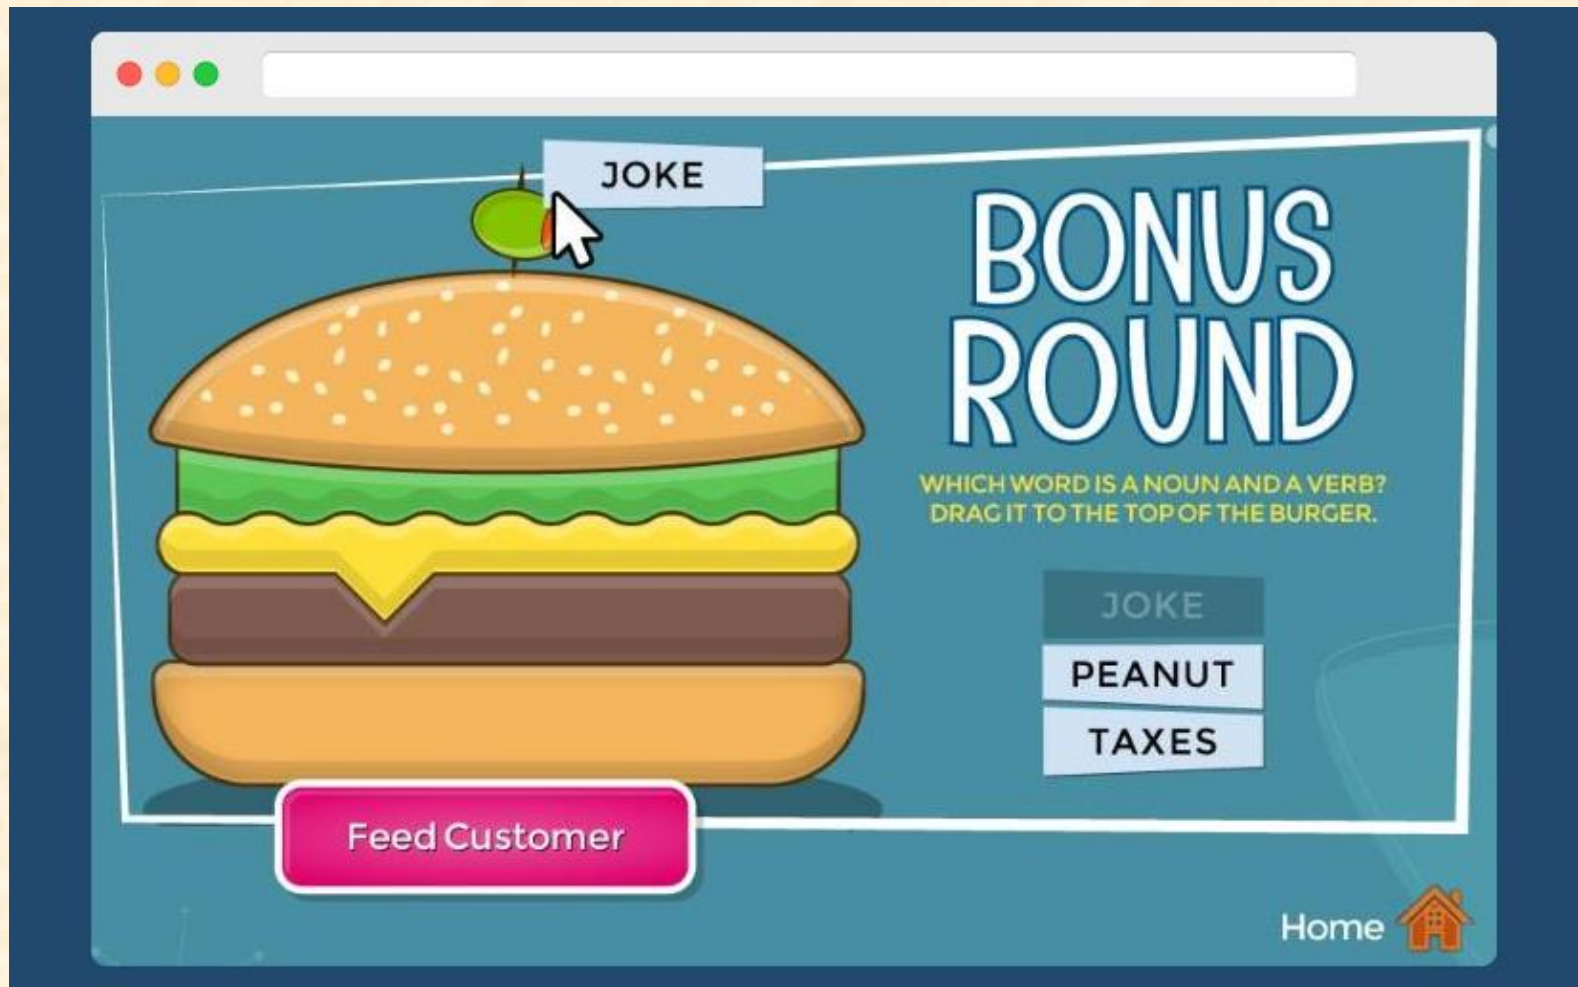 JOKE
BONUS
ROUND
WHICH WORD IS A NOUN AND A VERB?
DRAG IT TO THE TOP OF THE BURGER.
JOKE
PEANUT
TAXES
Feed Customer
Home